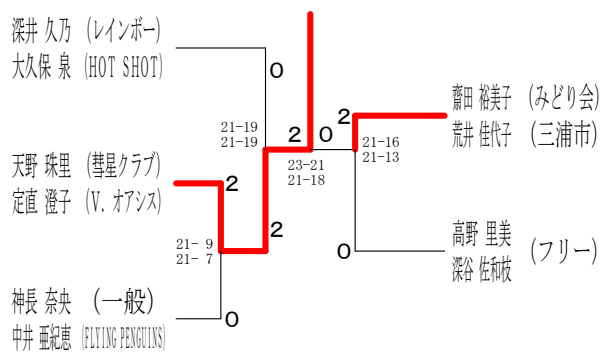 深井 久乃 (レインボー)
大久保 泉 (HOT SHOT)
0
21-19
21-19
2
0
2
23-21
21-18
齋田 裕美子 (みどり会)
荒井 佳代子 (三浦市)
21-16
21-13
天野 珠里 (彗星クラブ)
定直 澄子 (V. オアシス)
2
2
21- 9
21- 7
0
高野 里美
深谷 佐和枝
(フリー)
神長 奈央 (一般)
中井 亜紀恵 (FLYING PENGUINS)
0